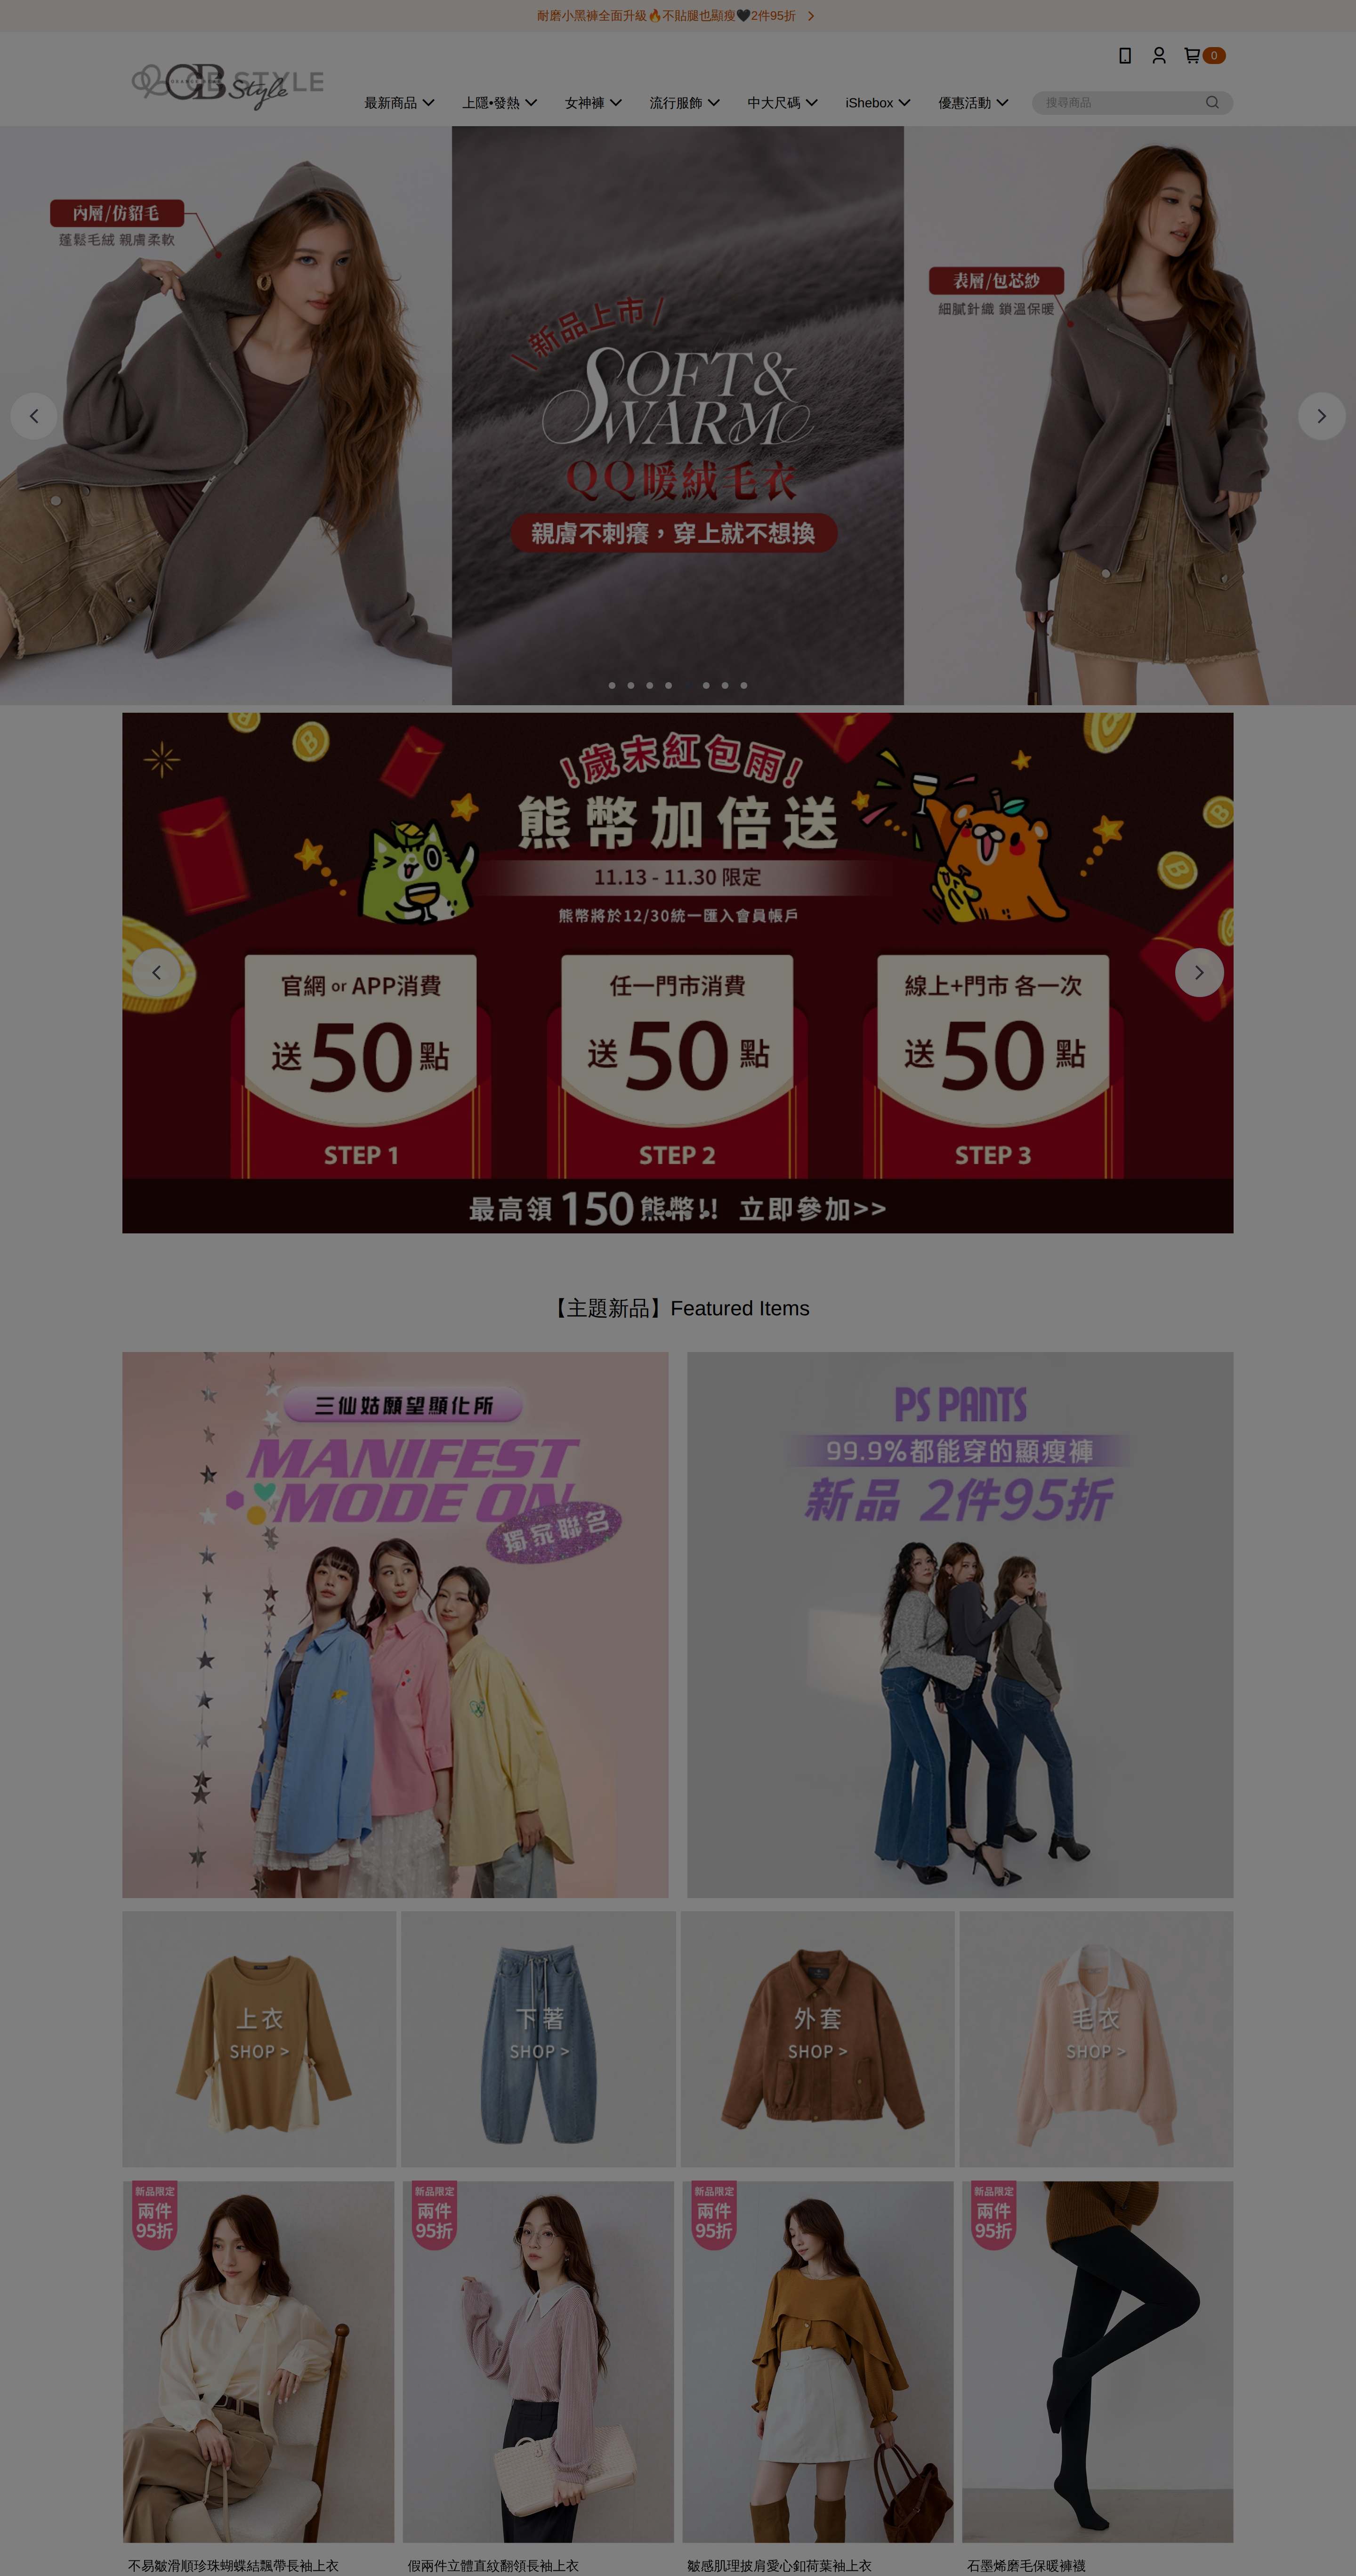 耐磨小黑褲全面升級🔥不貼腿也顯瘦🖤2件95折
0
OB STYLE
OB Style
最新商品
上隱•發熱
女神褲
流行服飾
中大尺碼
iShebox
優惠活動
搜尋商品
內層/仿貂毛
蓬鬆毛絨 親膚柔軟
表層/包芯紗
細膩針織 鎖溫保暖
新品上市
SOFT&
WARM
QQ暖絨毛衣
親膚不刺癢，穿上就不想換
歲末紅包雨!
熊幣加倍送
11.13 - 11.30 限定
熊幣將於12/30統一匯入會員帳戶
官網 or APP消費
送50點
STEP 1
任一門市消費
送50點
STEP 2
線上+門市 各一次
送50點
STEP 3
最高領150熊幣!! 立即參加>>
【主題新品】Featured Items
三仙姑願望顯化所
MANIFEST
MODE ON
獨家聯名
PS PANTS
99.9%都能穿的顯瘦褲
新品 2件95折
上衣
SHOP >
下著
SHOP >
外套
SHOP >
毛衣
SHOP >
新品限定
兩件
95折
新品限定
兩件
95折
新品限定
兩件
95折
新品限定
兩件
95折
不易皺滑順珍珠蝴蝶結飄帶長袖上衣
假兩件立體直紋翻領長袖上衣
皺感肌理披肩愛心釦荷葉袖上衣
石墨烯磨毛保暖褲襪